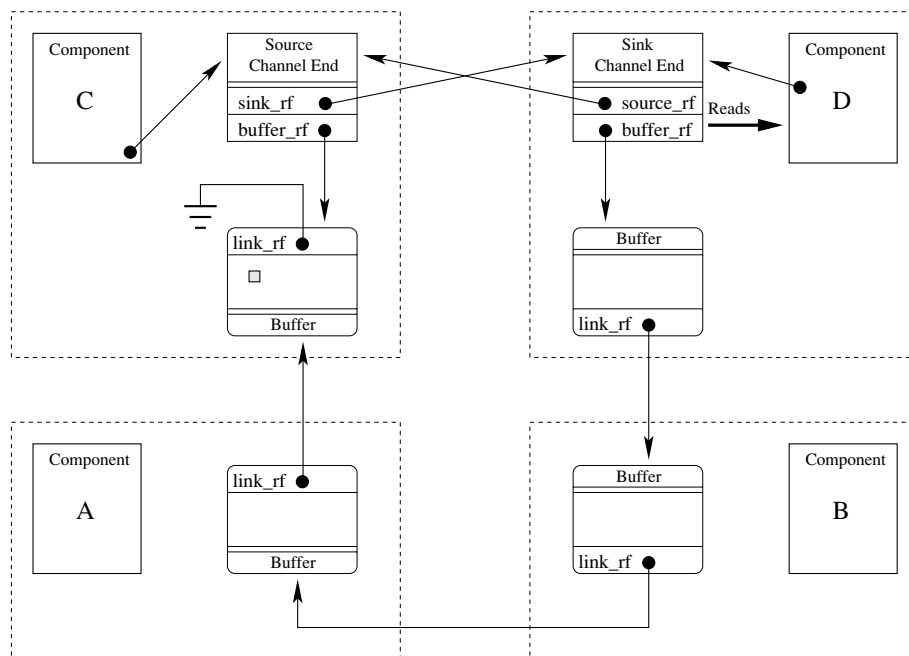 Component
C
Source
Channel End
sink_rf
buffer_rf
link_rf
Buffer
Sink
Channel End
source_rf
buffer_rf
Reads
Component
D
Buffer
link_rf
Component
A
link_rf
Buffer
Buffer
link_rf
Component
B